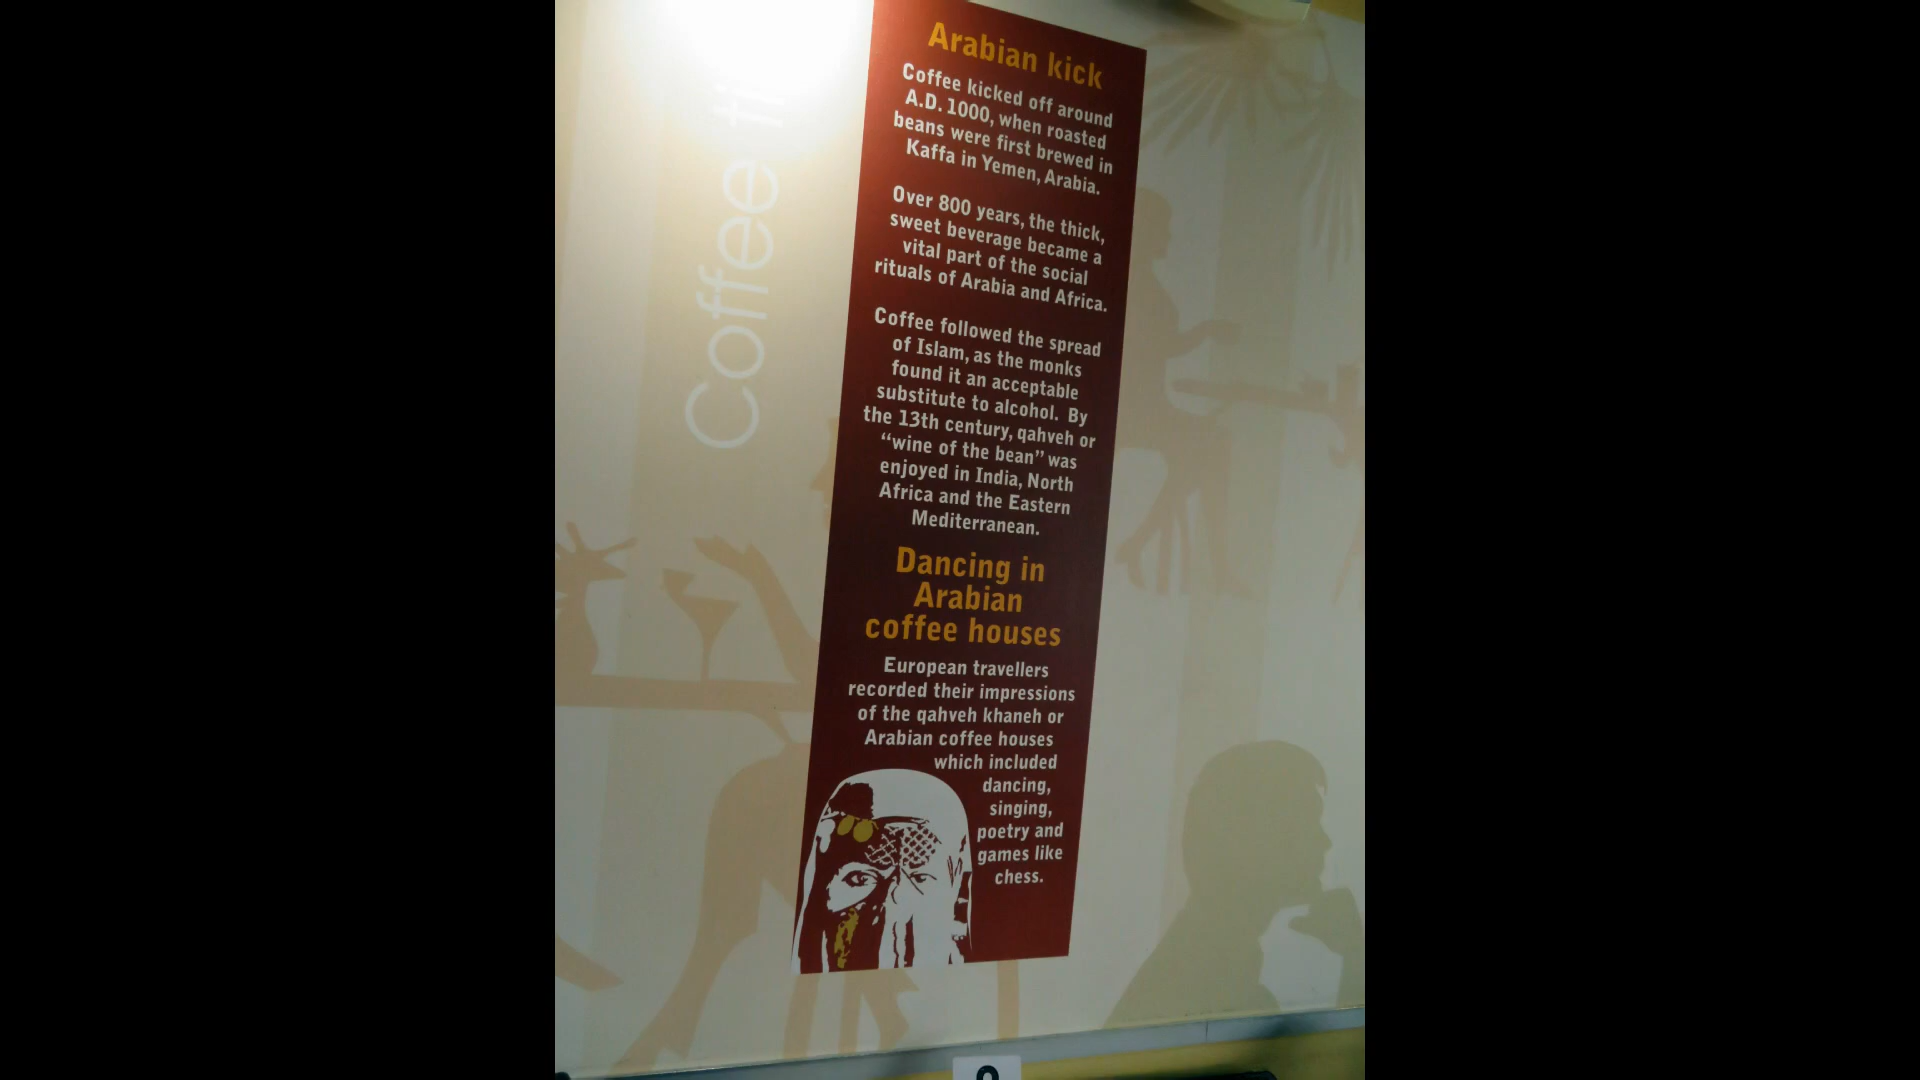 Arabian kick
Coffee kicked off around
A.D. 1000, when roasted
beans were first brewed in
Kaffa in Yemen, Arabia.
Over 800 years, the thick,
sweet beverage became a
vital part of the social
rituals of Arabia and Africa.
Coffee followed the spread
of Islam, as the monks
found it an acceptable
substitute to alcohol. By
the 13th century, qahveh or
“wine of the bean” was
enjoyed in India, North
Africa and the Eastern
Mediterranean.
Dancing in
Arabian
coffee houses
European travellers
recorded their impressions
of the qahveh khaneh or
Arabian coffee houses
which included
dancing,
singing,
poetry and
games like
chess.
Coffee